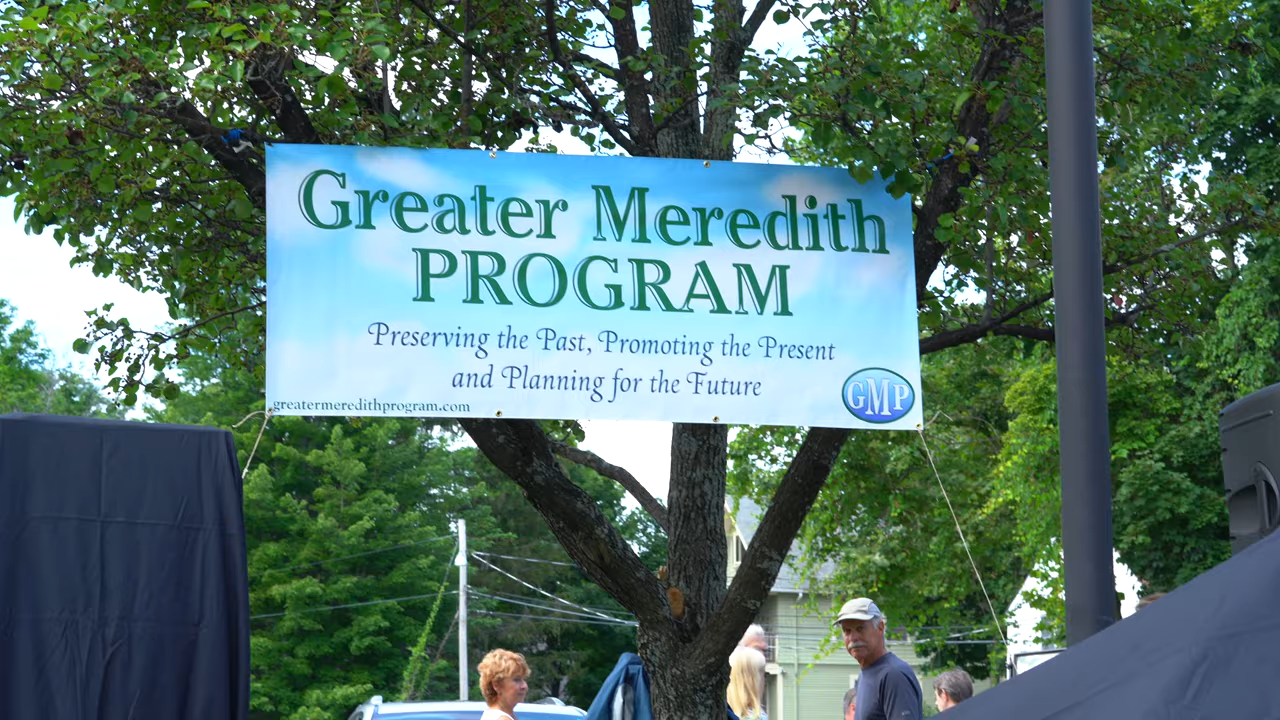 Greater Meredith
PROGRAM
Preserving the Past, Promoting the Present
and Planning for the Future
greatermeredithprogram.com
GMP